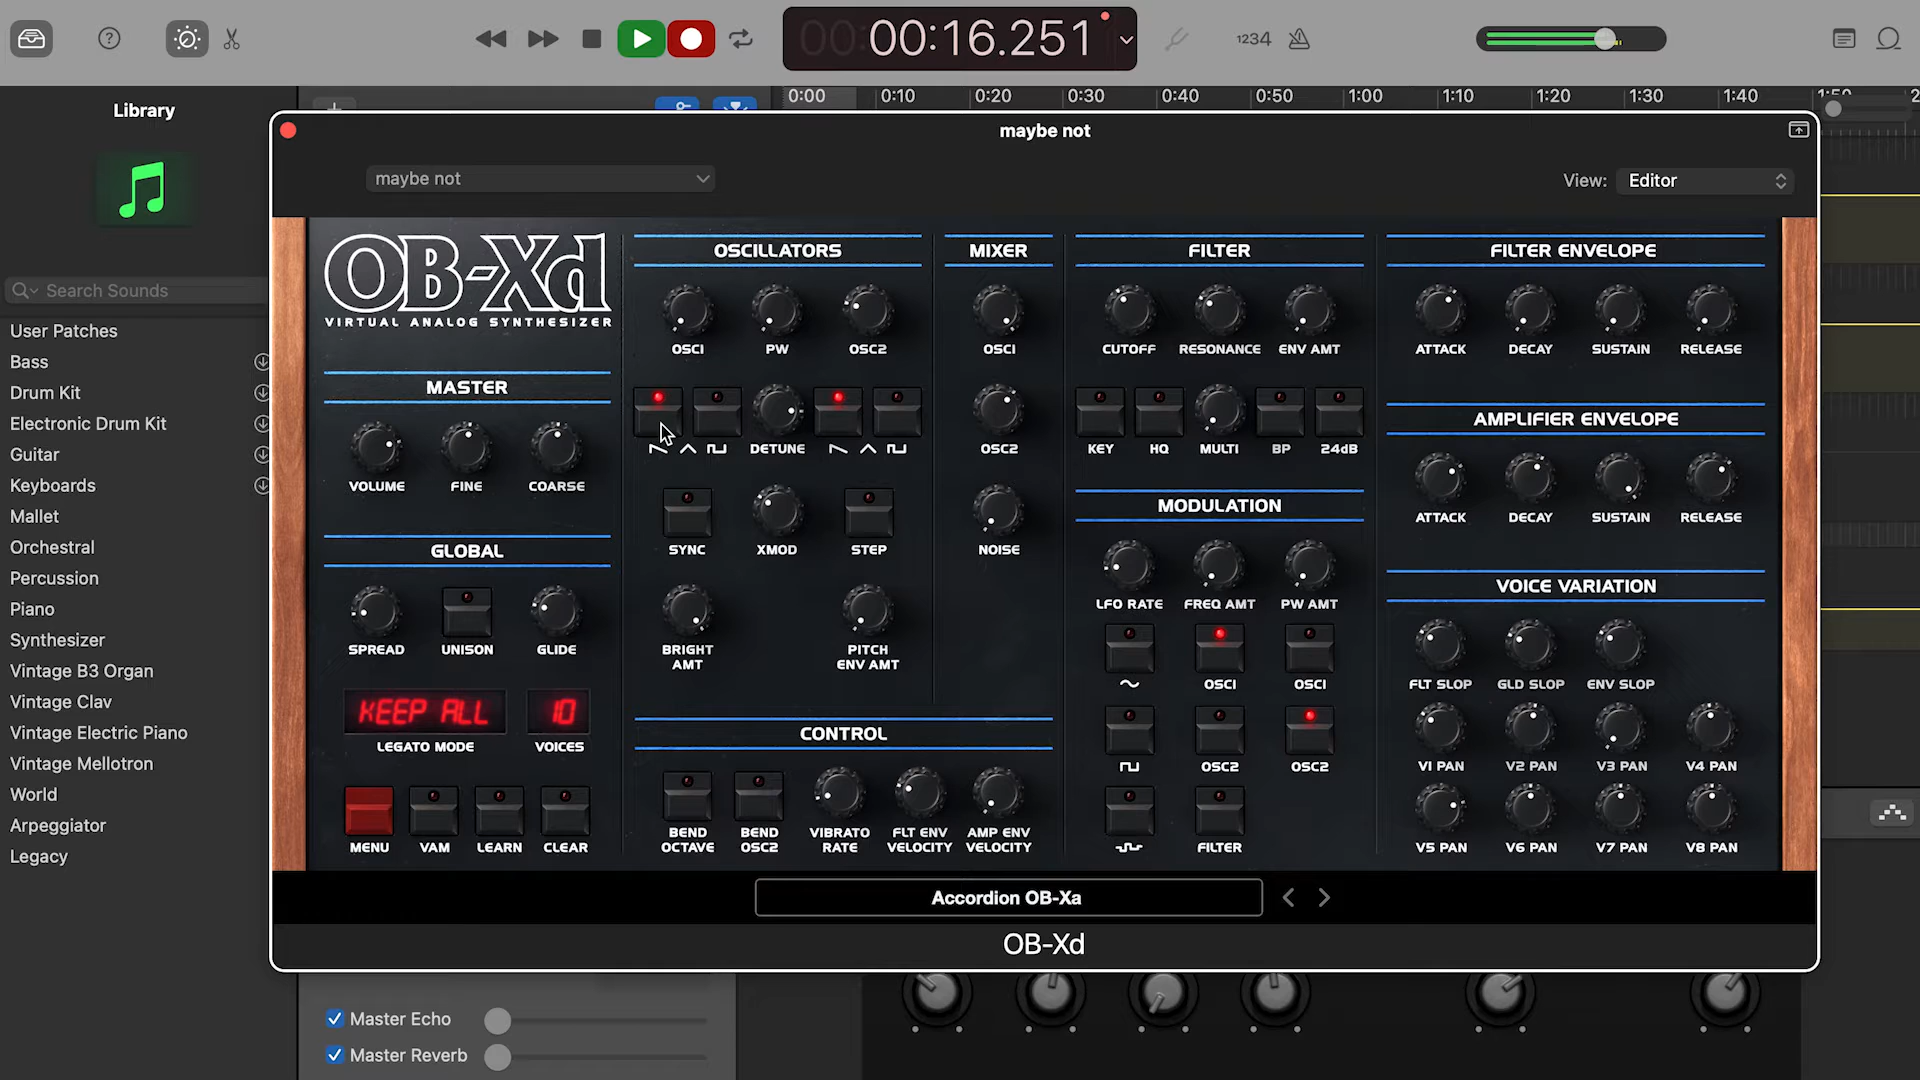 00:00:16.251
1234
Library
0:00 0:10 0:20 0:30 0:40 0:50 1:00 1:10 1:20 1:30 1:40
maybe not
maybe not
View: Editor
Search Sounds
User Patches
Bass
Drum Kit
Electronic Drum Kit
Guitar
Keyboards
Mallet
Orchestral
Percussion
Piano
Synthesizer
Vintage B3 Organ
Vintage Clav
Vintage Electric Piano
Vintage Mellotron
World
Arpeggiator
Legacy
OB-Xd
VIRTUAL ANALOG SYNTHESIZER
MASTER
VOLUME FINE COARSE
GLOBAL
SPREAD UNISON GLIDE
KEEP ALL 10
LEGATO MODE VOICES
MENU VAM LEARN CLEAR
OSCILLATORS
OSC1 PW OSC2
DETUNE
SYNC XMOD STEP
BRIGHT AMT PITCH ENV AMT
CONTROL
BEND OCTAVE BEND OSC2 VIBRATO RATE FLT ENV VELOCITY AMP ENV VELOCITY
MIXER
OSC1
OSC2
NOISE
FILTER
CUTOFF RESONANCE ENV AMT
KEY HQ MULTI BP 24dB
MODULATION
LFO RATE FREQ AMT PW AMT
OSC1 OSC1
OSC2 OSC2
FILTER
FILTER ENVELOPE
ATTACK DECAY SUSTAIN RELEASE
AMPLIFIER ENVELOPE
ATTACK DECAY SUSTAIN RELEASE
VOICE VARIATION
FLT SLOP GLD SLOP ENV SLOP
V1 PAN V2 PAN V3 PAN V4 PAN
V5 PAN V6 PAN V7 PAN V8 PAN
Accordion OB-Xa
OB-Xd
Master Echo
Master Reverb